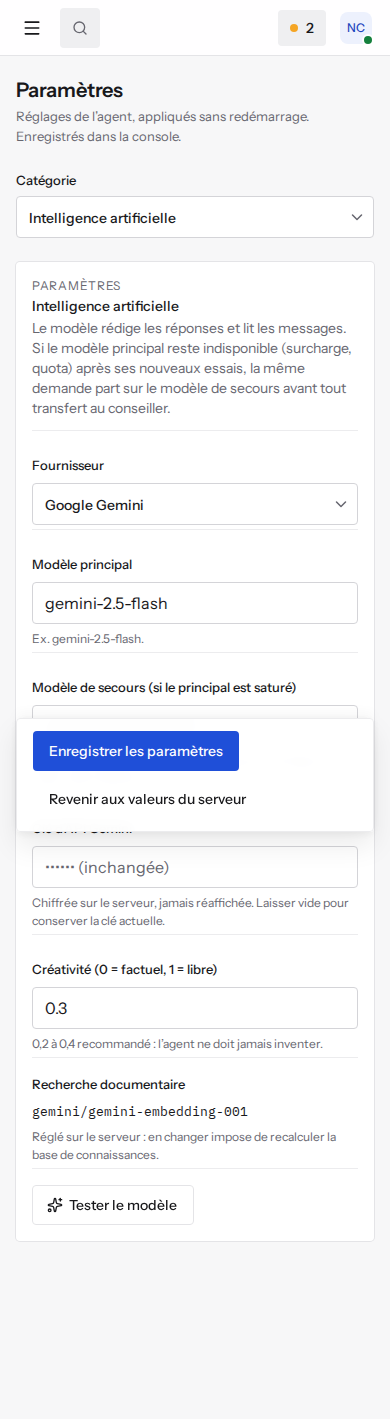 2
NC
Paramètres
Réglages de l'agent, appliqués sans redémarrage.
Enregistrés dans la console.
Catégorie
Intelligence artificielle
PARAMÈTRES
Intelligence artificielle
Le modèle rédige les réponses et lit les messages.
Si le modèle principal reste indisponible (surcharge,
quota) après ses nouveaux essais, la même
demande part sur le modèle de secours avant tout
transfert au conseiller.
Fournisseur
Google Gemini
Modèle principal
gemini-2.5-flash
Ex. gemini-2.5-flash.
Modèle de secours (si le principal est saturé)
Enregistrer les paramètres
Revenir aux valeurs du serveur
•••••• (inchangée)
Chiffrée sur le serveur, jamais réaffichée. Laisser vide pour
conserver la clé actuelle.
Créativité (0 = factuel, 1 = libre)
0.3
0,2 à 0,4 recommandé : l'agent ne doit jamais inventer.
Recherche documentaire
gemini/gemini-embedding-001
Réglé sur le serveur : en changer impose de recalculer la
base de connaissances.
Tester le modèle